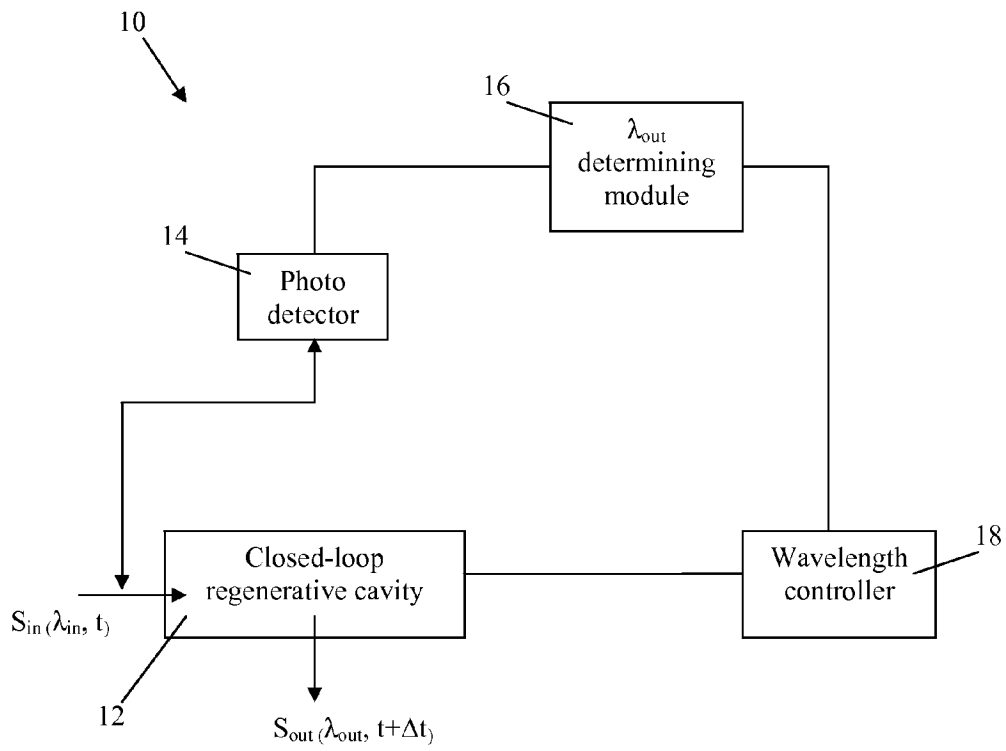 10
16
λout
determining
module
14
Photo
detector
Closed-loop
regenerative cavity
Wavelength
controller
18
Sin (λin, t)
12
Sout (λout, t+Δt)